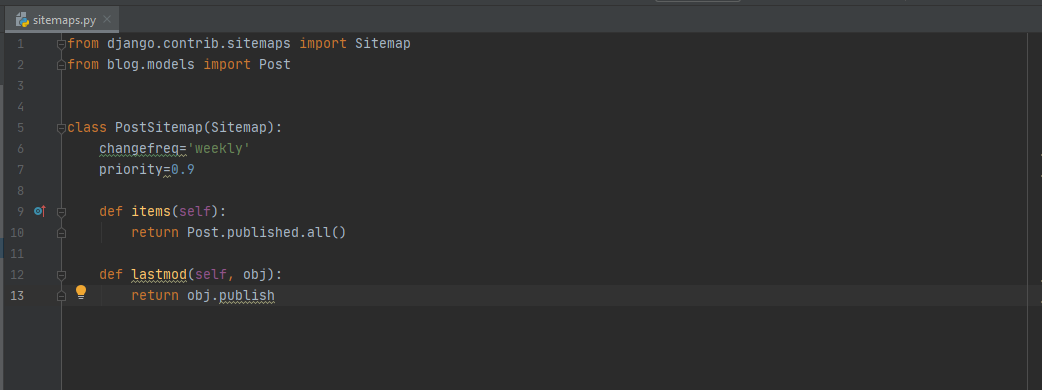 sitemaps.py
1 from django.contrib.sitemaps import Sitemap
2 from blog.models import Post
3
4
5 class PostSitemap(Sitemap):
6     changefreq='weekly'
7     priority=0.9
8
9     def items(self):
10         return Post.published.all()
11
12     def lastmod(self, obj):
13         return obj.publish